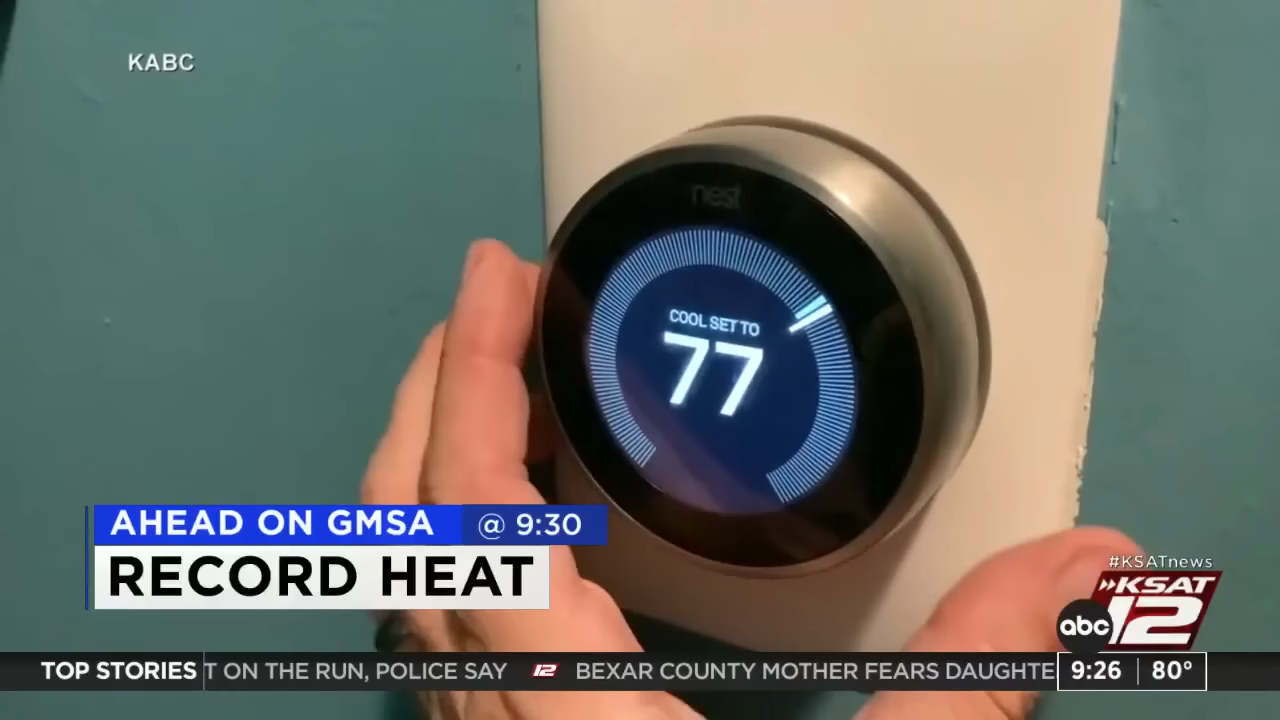 KABC
nest
COOL SET TO
77
AHEAD ON GMSA @ 9:30
RECORD HEAT
#KSATnews
KSAT
abc 12
TOP STORIES T ON THE RUN, POLICE SAY 12 BEXAR COUNTY MOTHER FEARS DAUGHTE 9:26 80°